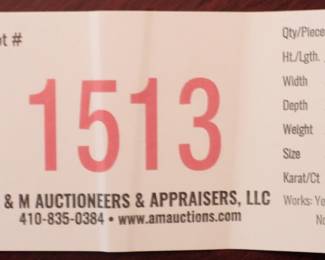 ot #
1513
& M AUCTIONEERS & APPRAISERS, LLC
410-835-0384 • www.amauctions.com
Qty/Piece
Ht./Lgth.
Width
Depth
Weight
Size
Karat/Ct
Works: Ye
No